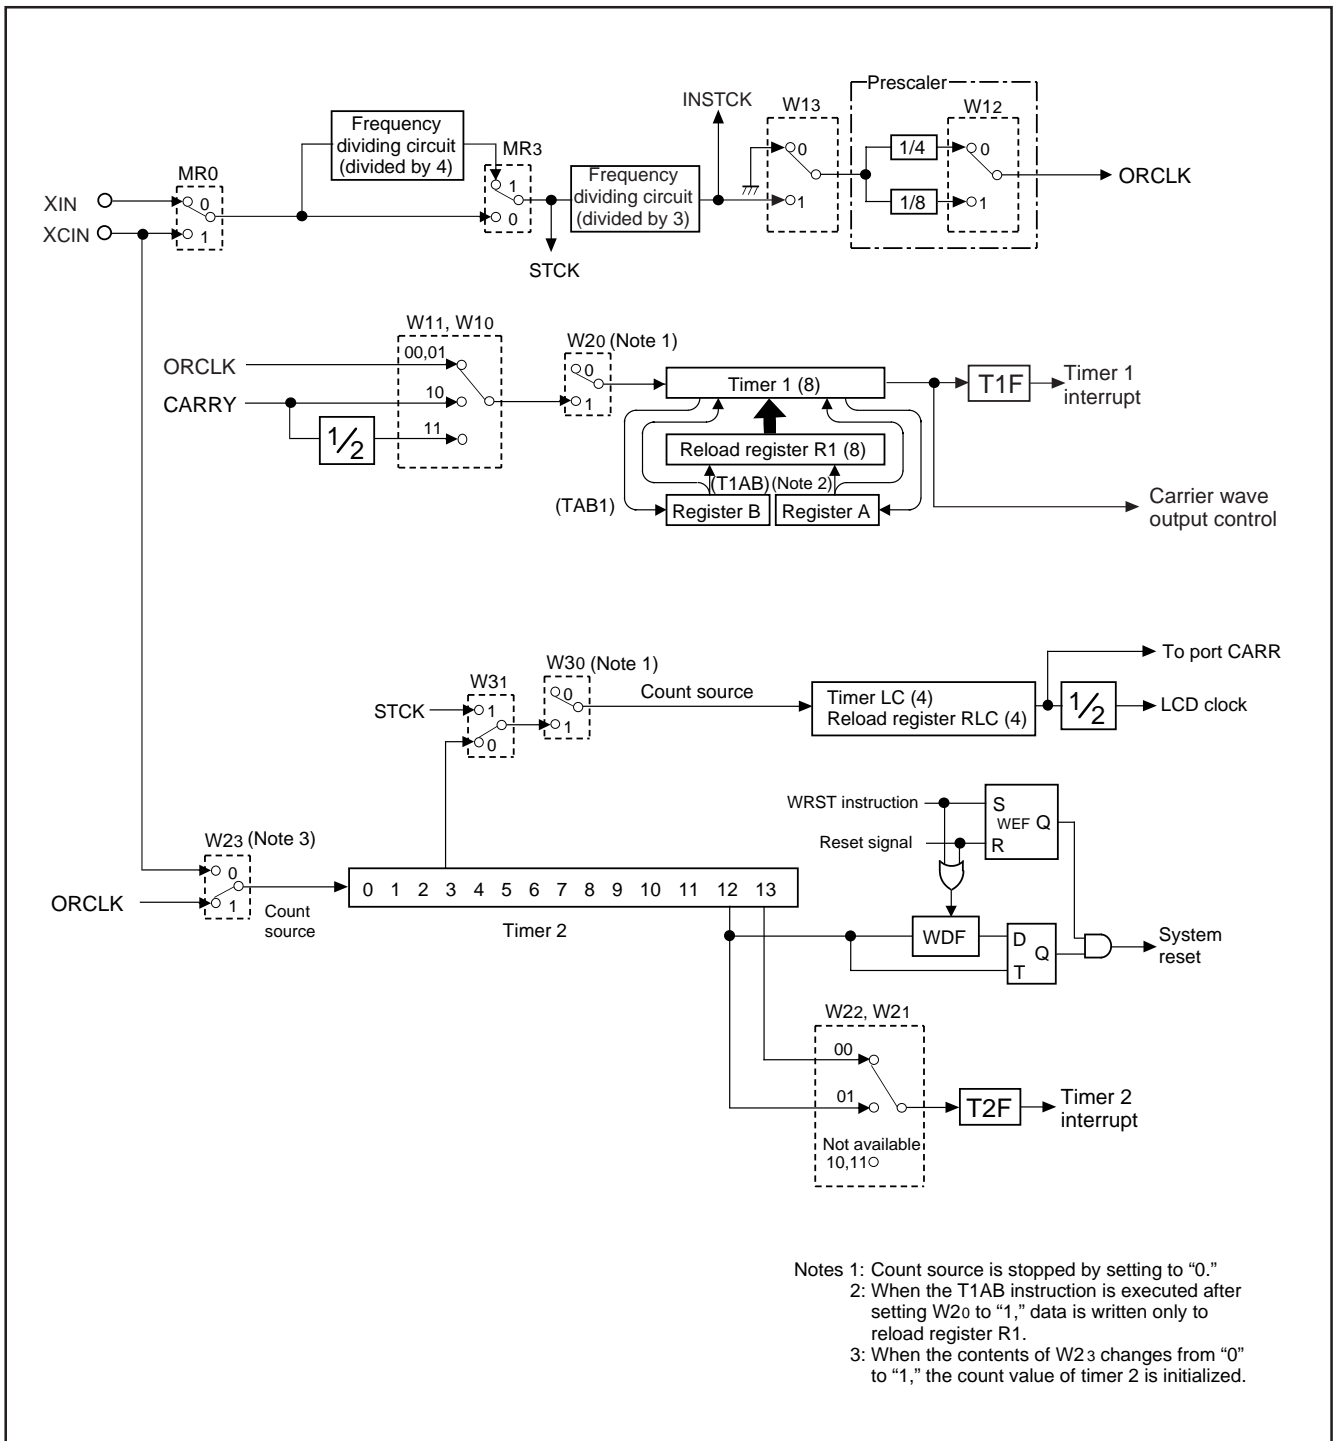 Prescaler
INSTCK
W13
W12
Frequency
dividing circuit
(divided by 4)
MR3
1
0
Frequency
dividing circuit
(divided by 3)
0
1
1/4
1/8
0
1
ORCLK
MR0
XIN
XCIN
0
1
STCK
W11, W10
ORCLK
CARRY
00,01
10
11
1/2
W20 (Note 1)
0
1
Timer 1 (8)
T1F
Timer 1
interrupt
Reload register R1 (8)
(T1AB) (Note 2)
(TAB1)
Register B
Register A
Carrier wave
output control
W30 (Note 1)
W31
STCK
1
0
0
1
Count source
Timer LC (4)
Reload register RLC (4)
To port CARR
1/2
LCD clock
WRST instruction
Reset signal
S
WEF
Q
R
W23 (Note 3)
0
1
ORCLK
Count
source
0 1 2 3 4 5 6 7 8 9 10 11 12 13
Timer 2
WDF
D
Q
T
System
reset
W22, W21
00
01
Not available
10,11
T2F
Timer 2
interrupt
Notes 1: Count source is stopped by setting to “0.”
2: When the T1AB instruction is executed after
setting W20 to “1,” data is written only to
reload register R1.
3: When the contents of W23 changes from “0”
to “1,” the count value of timer 2 is initialized.